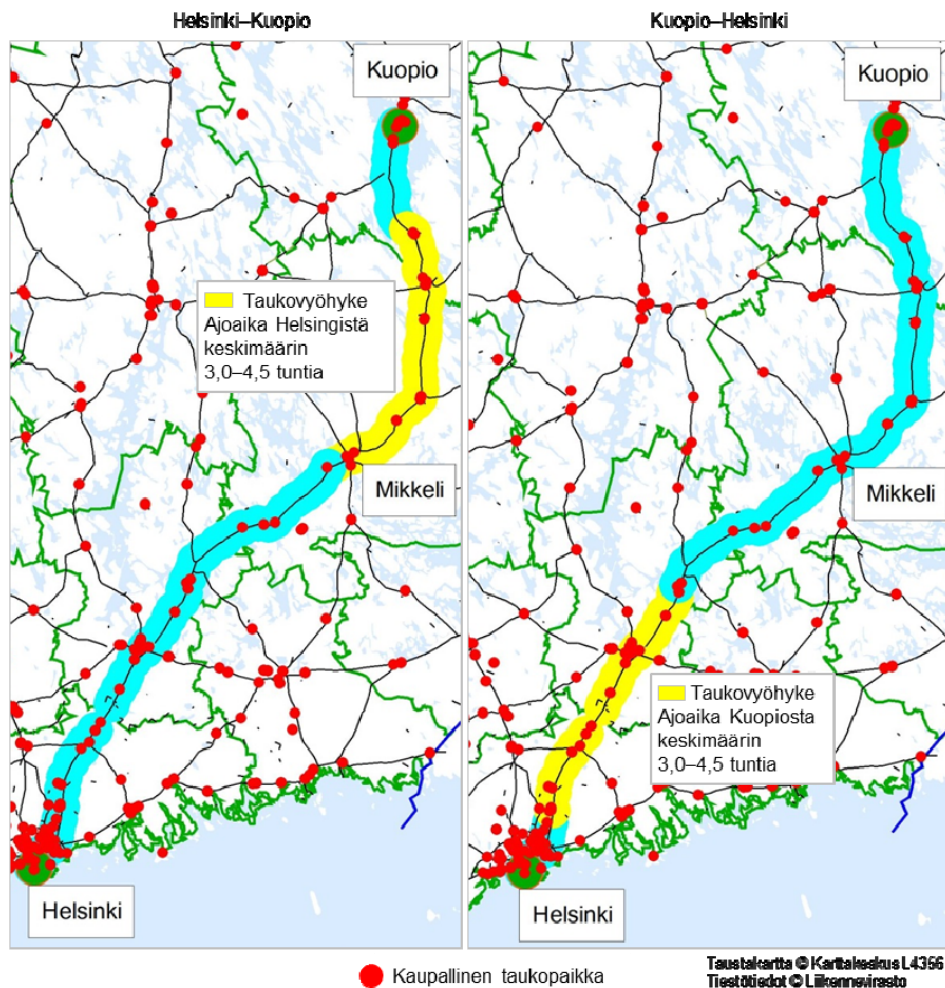 Helsinki–Kuopio
Kuopio–Helsinki
Kuopio
Taukovyöhyke
Ajoaika Helsingistä
keskimäärin
3,0–4,5 tuntia
Mikkeli
Helsinki
Kuopio
Mikkeli
Taukovyöhyke
Ajoaika Kuopiosta
keskimäärin
3,0–4,5 tuntia
Helsinki
Kaupallinen taukopaikka
Taustakartta © Karttakeskus L4356
Tiestötiedot © Liikennevirasto